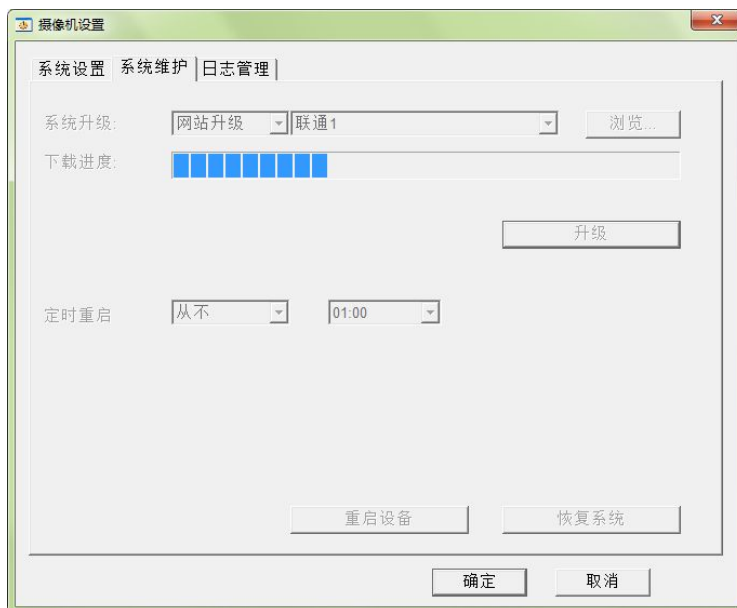 摄像机设置
系统设置 系统维护 日志管理
系统升级: 网站升级 联通1 浏览...
下载进度:
升级
定时重启 从不 01:00
重启设备 恢复系统
确定 取消